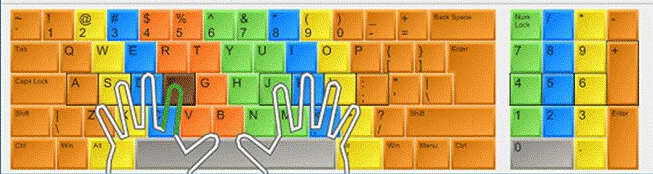 ~ ` ! 1 @ 2 # 3 $ 4 % 5 ^ 6 & 7 * 8 ( 9 ) 0 _ - + = Back Space Num Lock / * -
Tab Q W E R T Y U I O P { [ } ] Enter 7 8 9 +
Caps Lock A S D G H J : ; " ' | \ 4 5 6
Shift | \ Z V B N M ? / Shift 1 2 3 Enter
Ctrl Win Alt Win Menu Ctrl 0 .